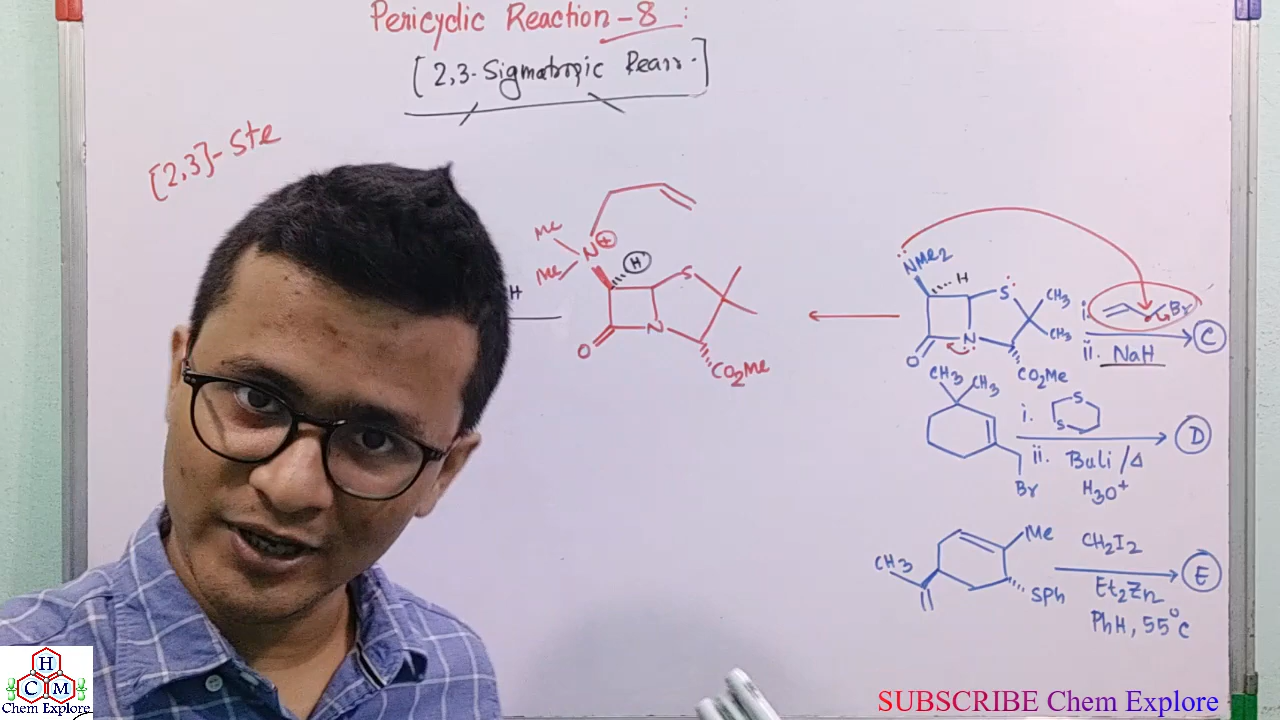 Pericyclic Reaction-8 :
[2,3-Sigmatropic Rearr.]
[2,3]-Ste
Me
N
+
Me
H
H
S
O
N
CO2Me
NMe2
H
S
CH3
CH3
O
N
CO2Me
i.
Br
ii. NaH
C
CH3
CH3
Br
i.
S
S
ii. BuLi/Δ
H3O+
D
CH3
Me
SPh
CH2I2
Et2Zn
PhH, 55°C
E
H
C
M
Chem Explore
SUBSCRIBE Chem Explore